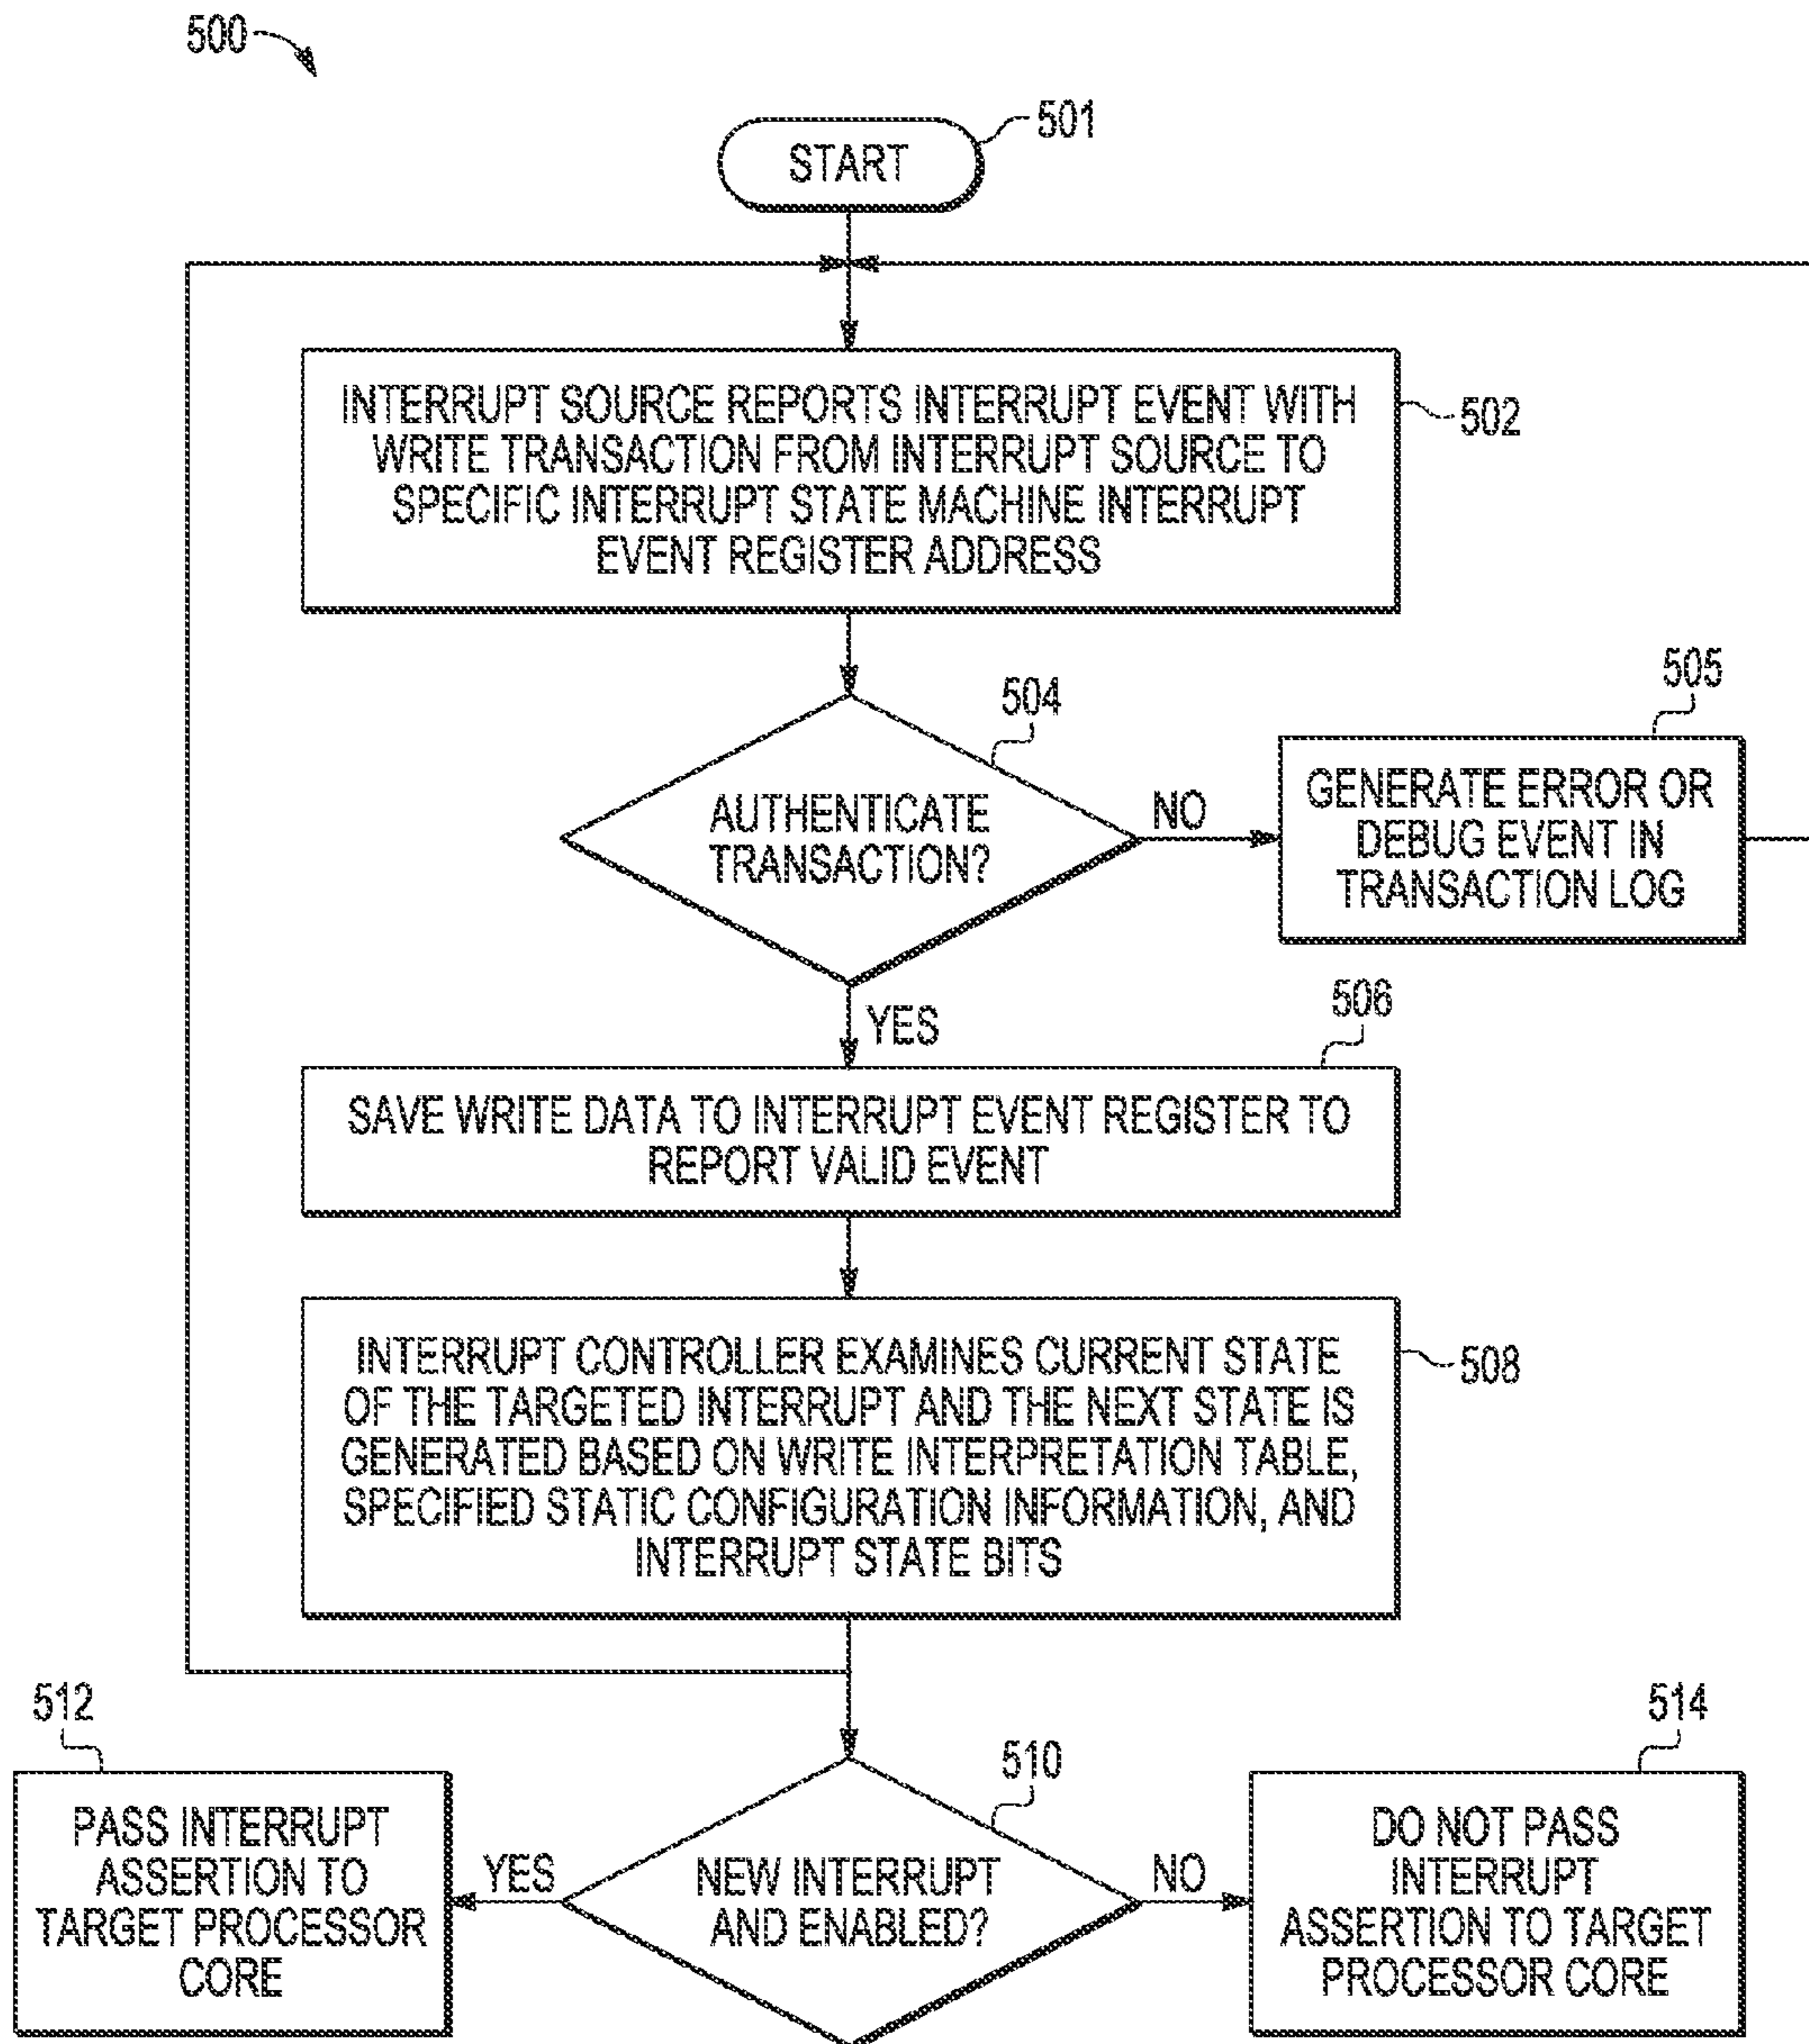 500
501
START
INTERRUPT SOURCE REPORTS INTERRUPT EVENT WITH
WRITE TRANSACTION FROM INTERRUPT SOURCE TO
SPECIFIC INTERRUPT STATE MACHINE INTERRUPT
EVENT REGISTER ADDRESS
502
504
AUTHENTICATE
TRANSACTION?
NO
505
GENERATE ERROR OR
DEBUG EVENT IN
TRANSACTION LOG
YES
506
SAVE WRITE DATA TO INTERRUPT EVENT REGISTER TO
REPORT VALID EVENT
INTERRUPT CONTROLLER EXAMINES CURRENT STATE
OF THE TARGETED INTERRUPT AND THE NEXT STATE IS
GENERATED BASED ON WRITE INTERPRETATION TABLE,
SPECIFIED STATIC CONFIGURATION INFORMATION, AND
INTERRUPT STATE BITS
508
512
PASS INTERRUPT
ASSERTION TO
TARGET PROCESSOR
CORE
YES
510
NEW INTERRUPT
AND ENABLED?
NO
514
DO NOT PASS
INTERRUPT
ASSERTION TO TARGET
PROCESSOR CORE